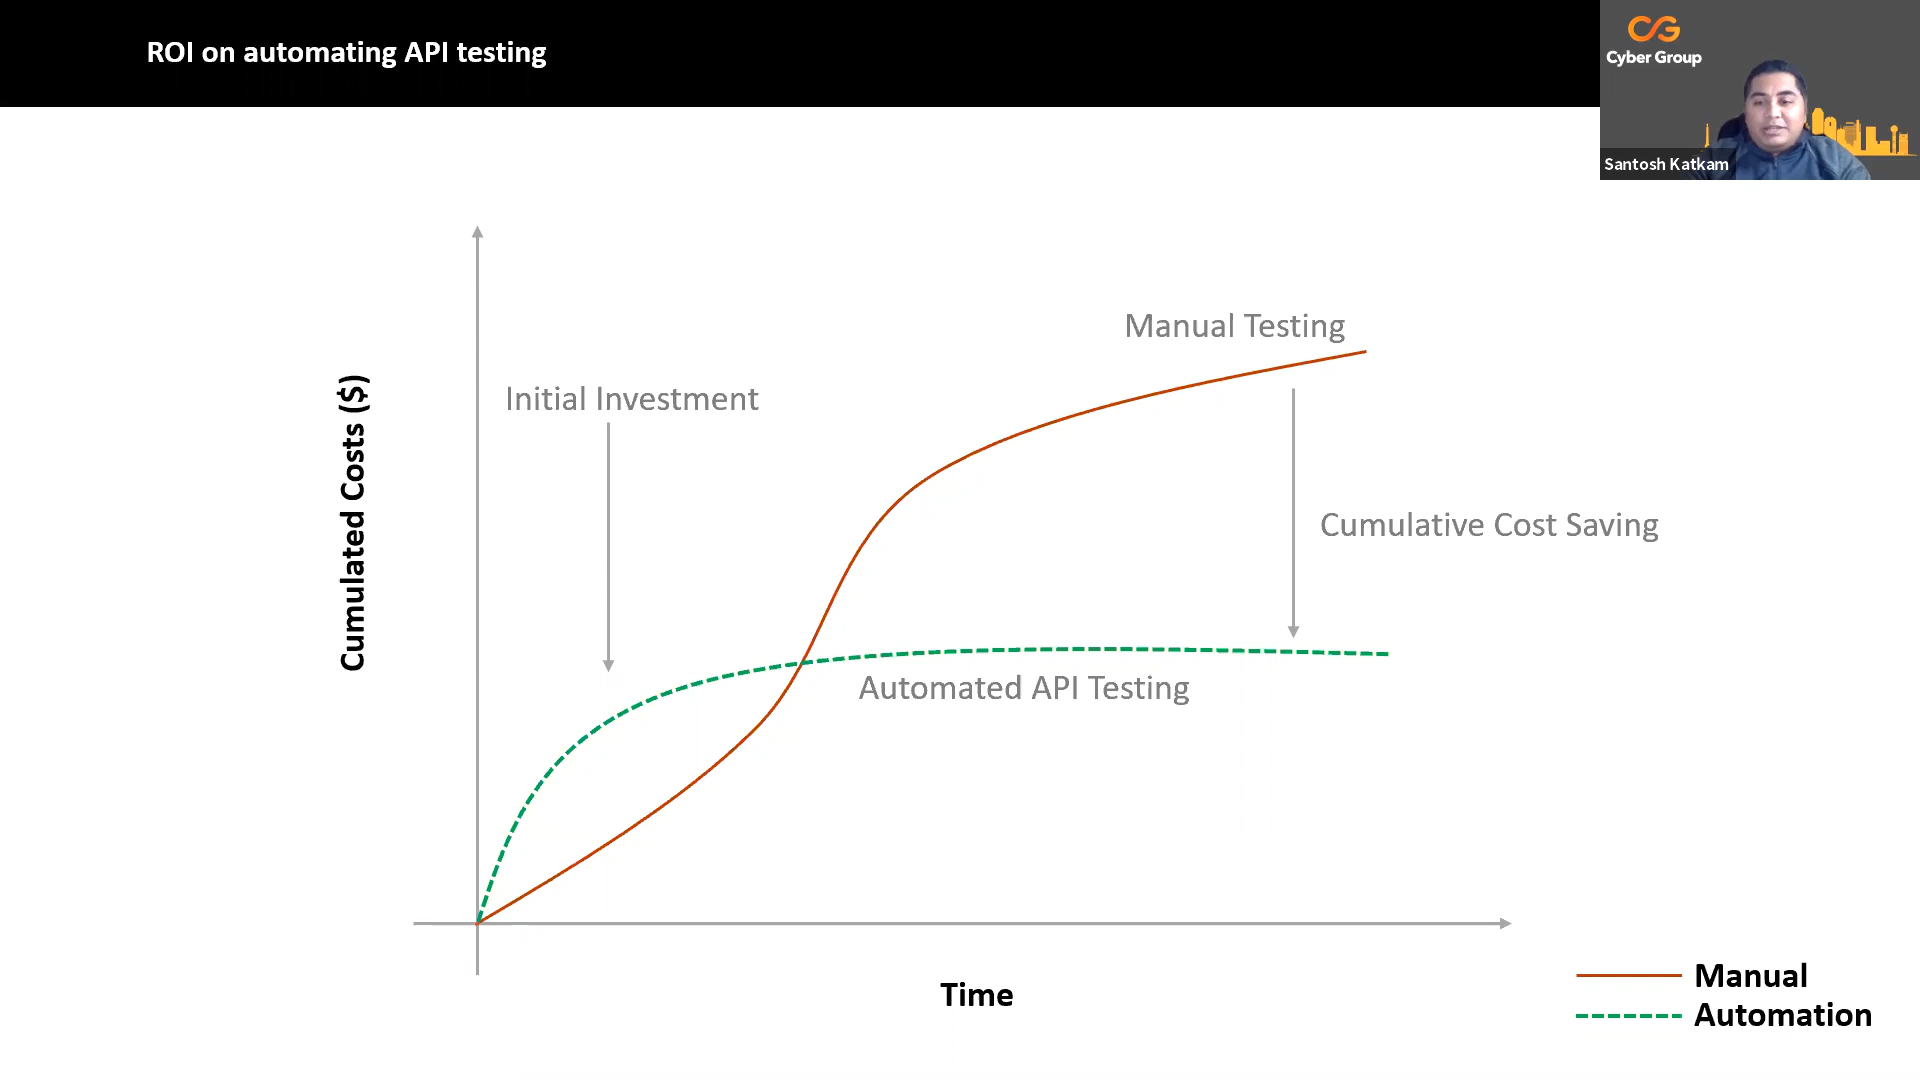 ROI on automating API testing
Cyber Group
Santosh Katkam
Manual Testing
Initial Investment
Cumulated Costs ($)
Cumulative Cost Saving
Automated API Testing
Time
Manual
Automation